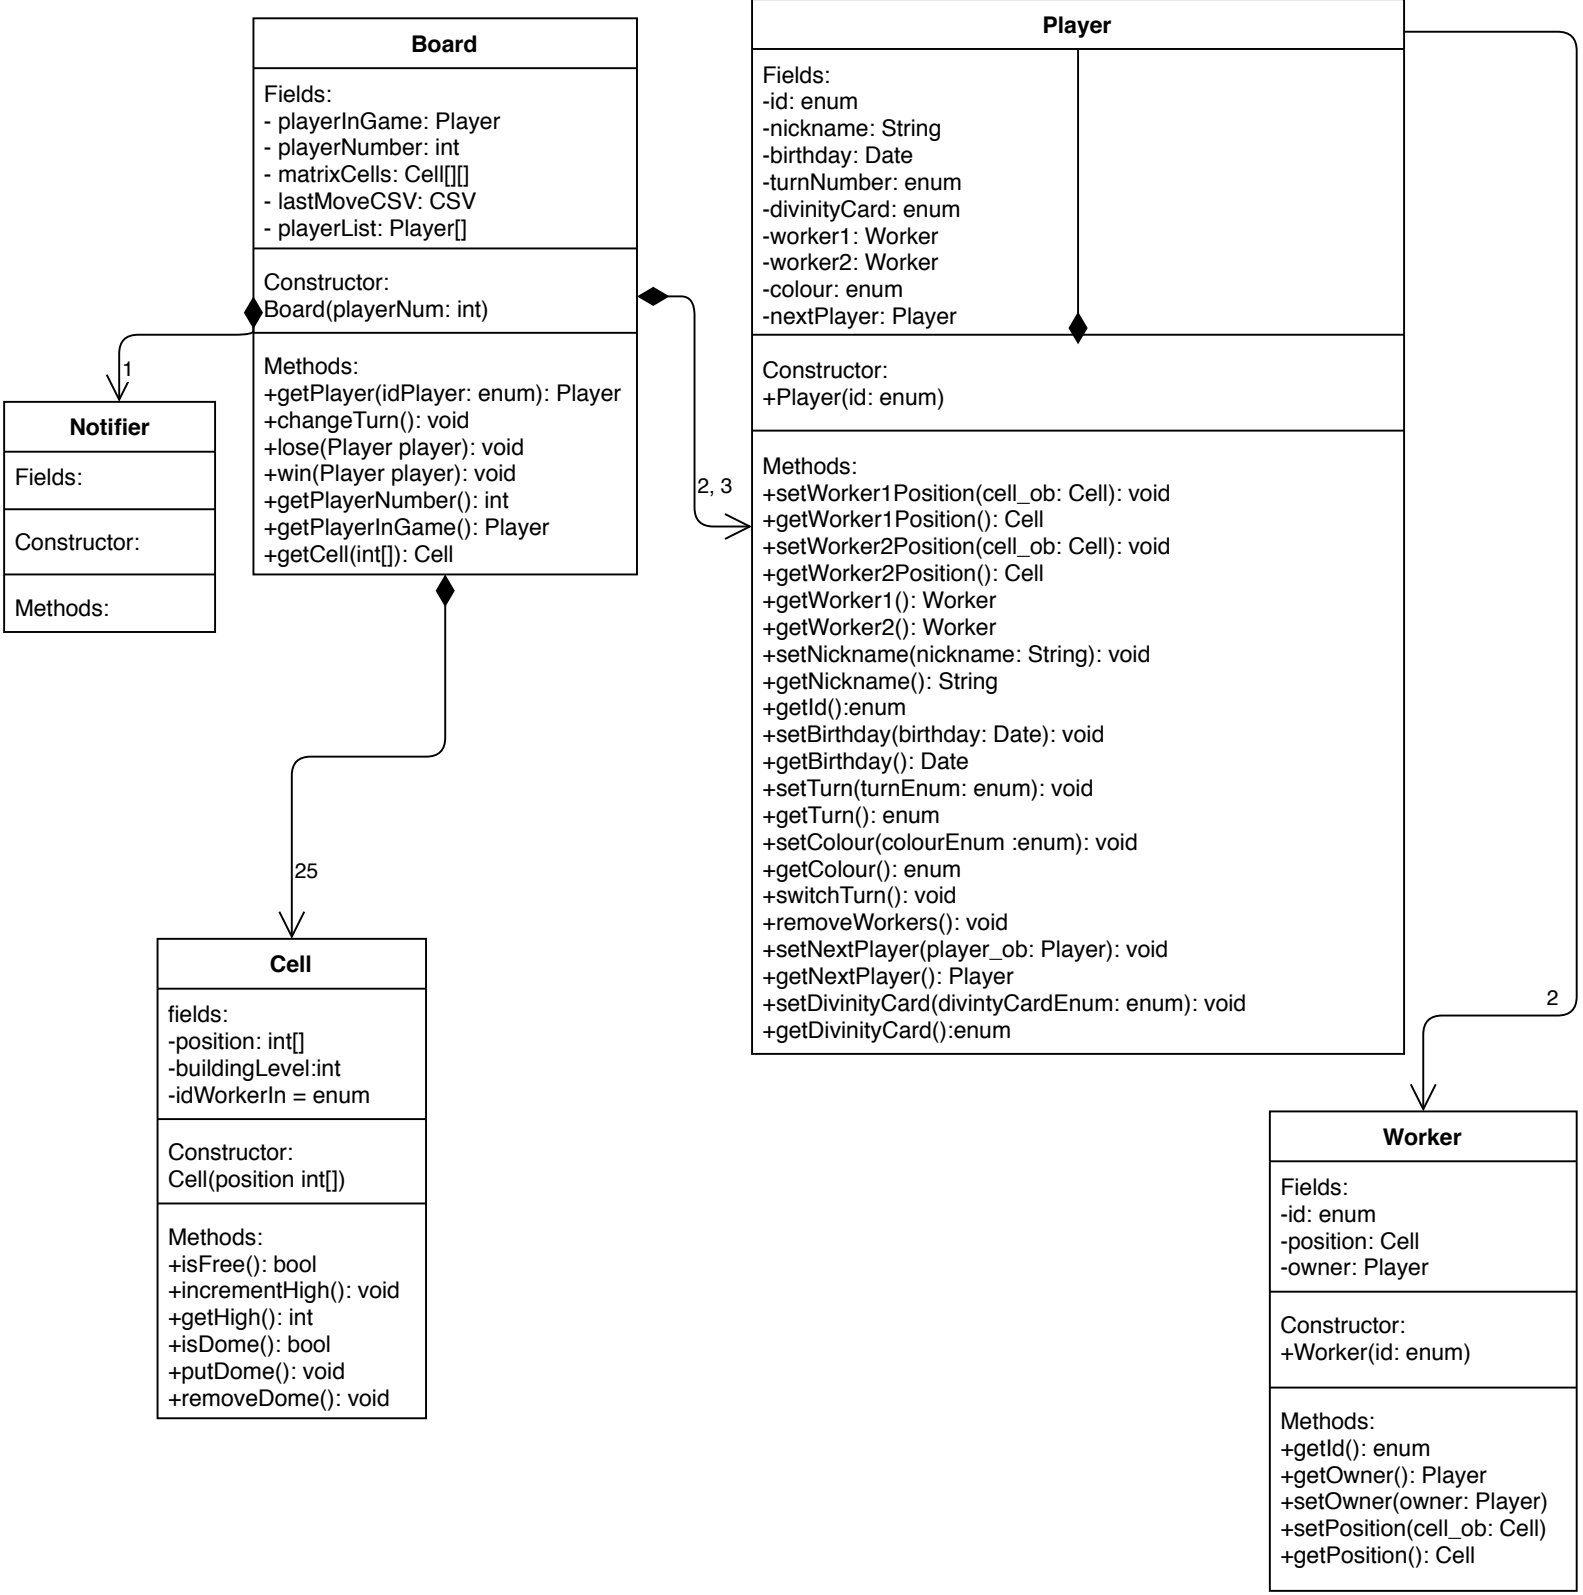 Board
Fields:
- playerInGame: Player
- playerNumber: int
- matrixCells: Cell[][]
- lastMoveCSV: CSV
- playerList: Player[]
Constructor:
Board(playerNum: int)
Methods:
+getPlayer(idPlayer: enum): Player
+changeTurn(): void
+lose(Player player): void
+win(Player player): void
+getPlayerNumber(): int
+getPlayerInGame(): Player
+getCell(int[]): Cell
1
2, 3
25
2
Notifier
Fields:
Constructor:
Methods:
Player
Fields:
-id: enum
-nickname: String
-birthday: Date
-turnNumber: enum
-divinityCard: enum
-worker1: Worker
-worker2: Worker
-colour: enum
-nextPlayer: Player
Constructor:
+Player(id: enum)
Methods:
+setWorker1Position(cell_ob: Cell): void
+getWorker1Position(): Cell
+setWorker2Position(cell_ob: Cell): void
+getWorker2Position(): Cell
+getWorker1(): Worker
+getWorker2(): Worker
+setNickname(nickname: String): void
+getNickname(): String
+getId():enum
+setBirthday(birthday: Date): void
+getBirthday(): Date
+setTurn(turnEnum: enum): void
+getTurn(): enum
+setColour(colourEnum :enum): void
+getColour(): enum
+switchTurn(): void
+removeWorkers(): void
+setNextPlayer(player_ob: Player): void
+getNextPlayer(): Player
+setDivinityCard(divintyCardEnum: enum): void
+getDivinityCard():enum
Cell
fields:
-position: int[]
-buildingLevel:int
-idWorkerIn = enum
Constructor:
Cell(position int[])
Methods:
+isFree(): bool
+incrementHigh(): void
+getHigh(): int
+isDome(): bool
+putDome(): void
+removeDome(): void
Worker
Fields:
-id: enum
-position: Cell
-owner: Player
Constructor:
+Worker(id: enum)
Methods:
+getId(): enum
+getOwner(): Player
+setOwner(owner: Player)
+setPosition(cell_ob: Cell)
+getPosition(): Cell